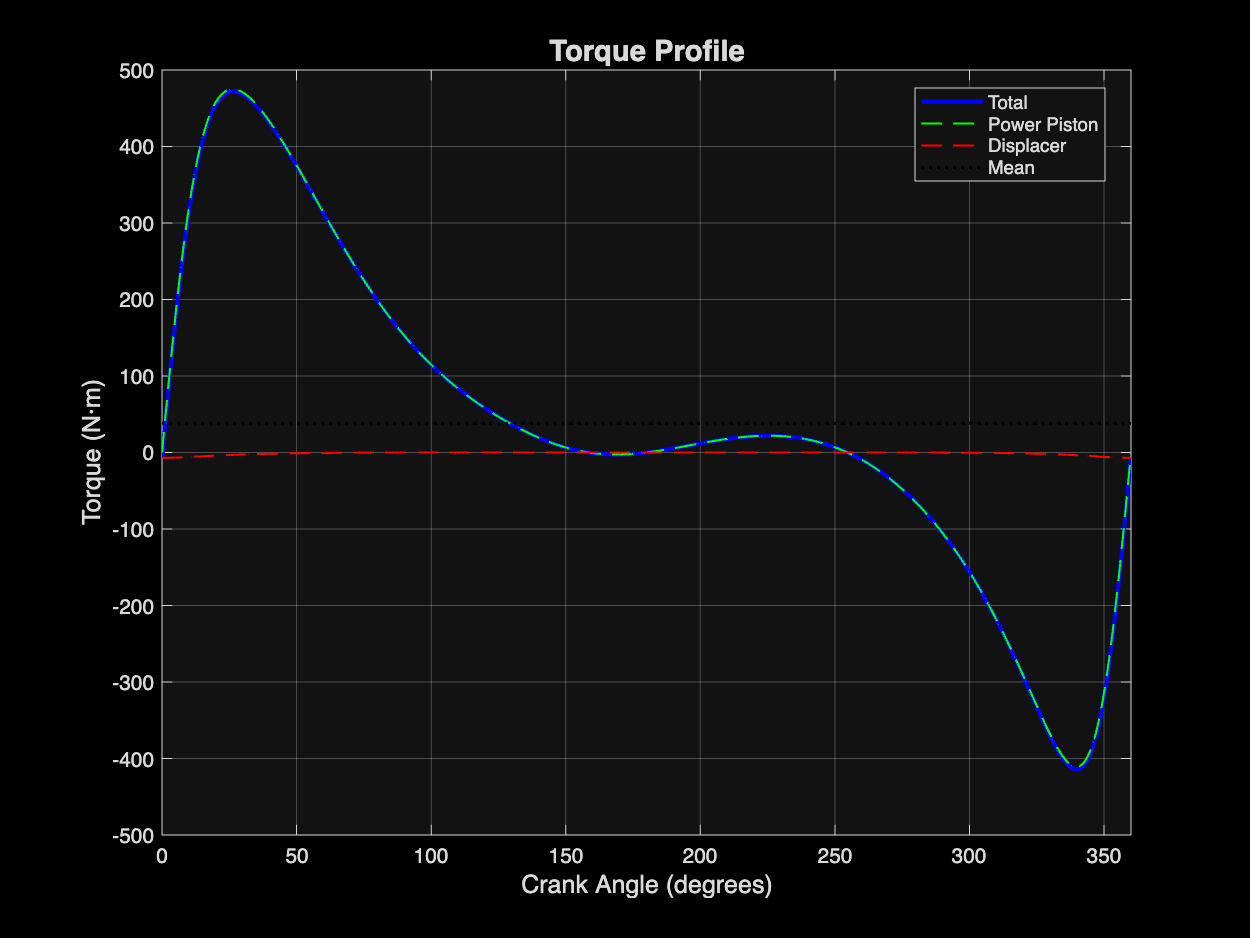 Torque Profile
500
400
300
200
100
0
-100
-200
-300
-400
-500
Torque (N·m)
Total
Power Piston
Displacer
Mean
0 50 100 150 200 250 300 350
Crank Angle (degrees)